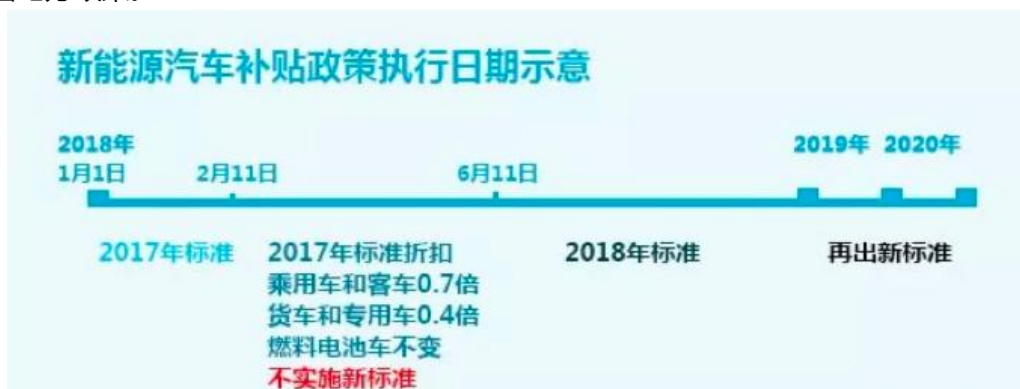 新能源汽车补贴政策执行日期示意
2018年
2019年 2020年
1月1日 2月11日 6月11日
2017年标准 2017年标准折扣 2018年标准 再出新标准
乘用车和客车0.7倍
货车和专用车0.4倍
燃料电池车不变
不实施新标准